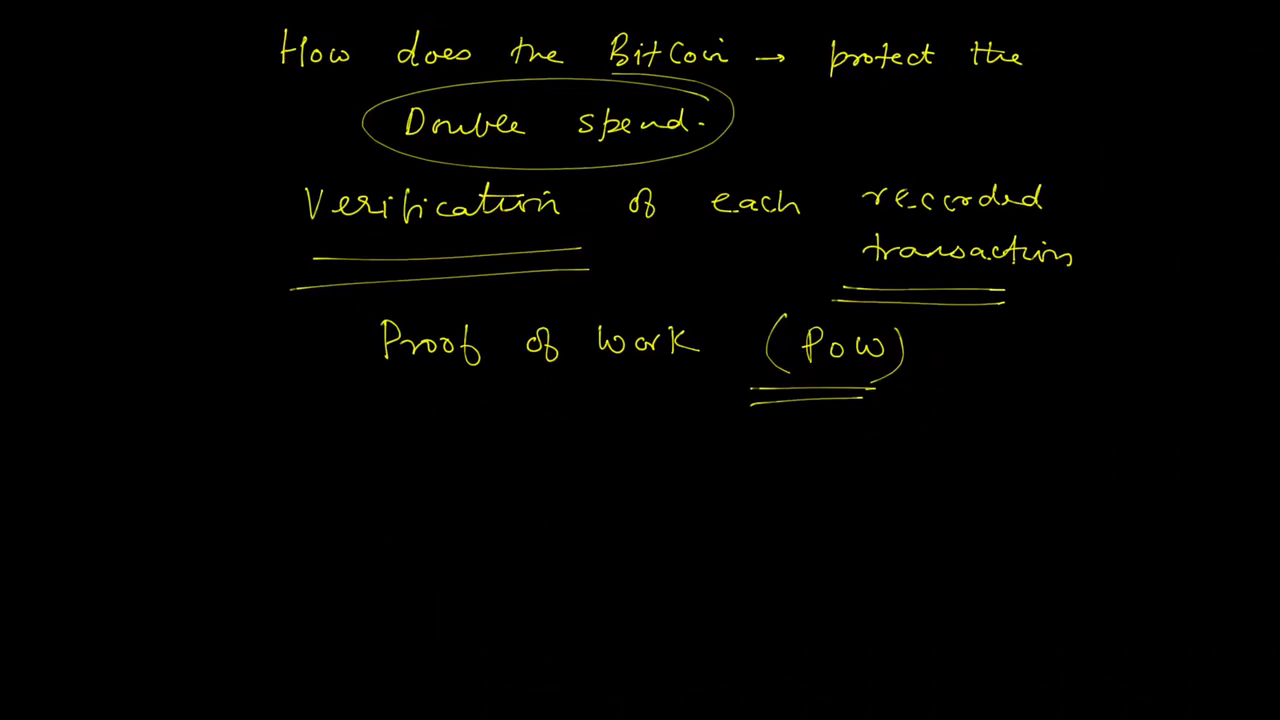 How does the BitCoin → protect the
Double spend.
Verification of each recorded
transaction
Proof of work (POW)